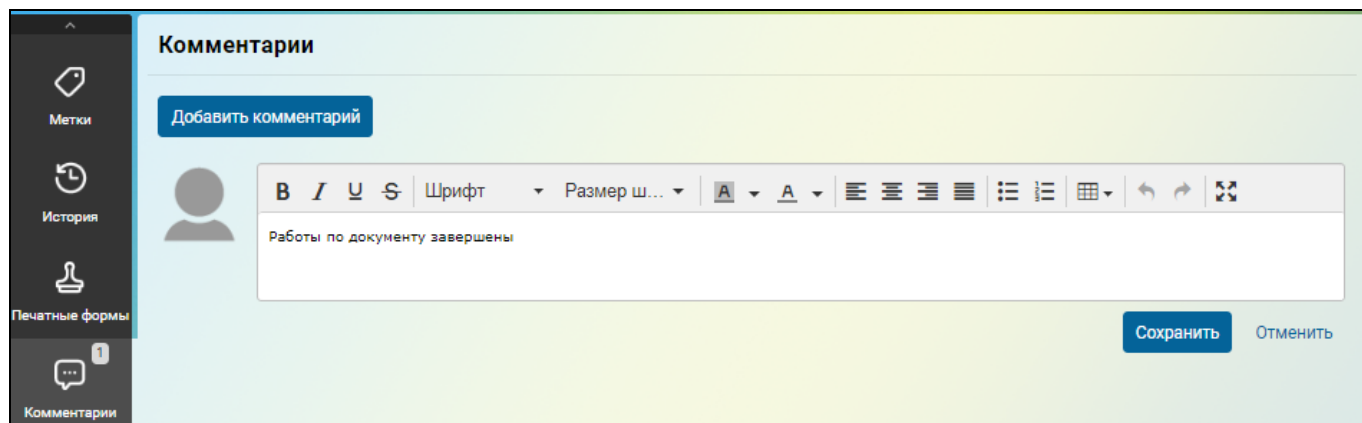 Комментарии
Метки
Добавить комментарий
История
B I U S Шрифт Размер ш... A A
Работы по документу завершены
Печатные формы
Сохранить Отменить
1
Комментарии